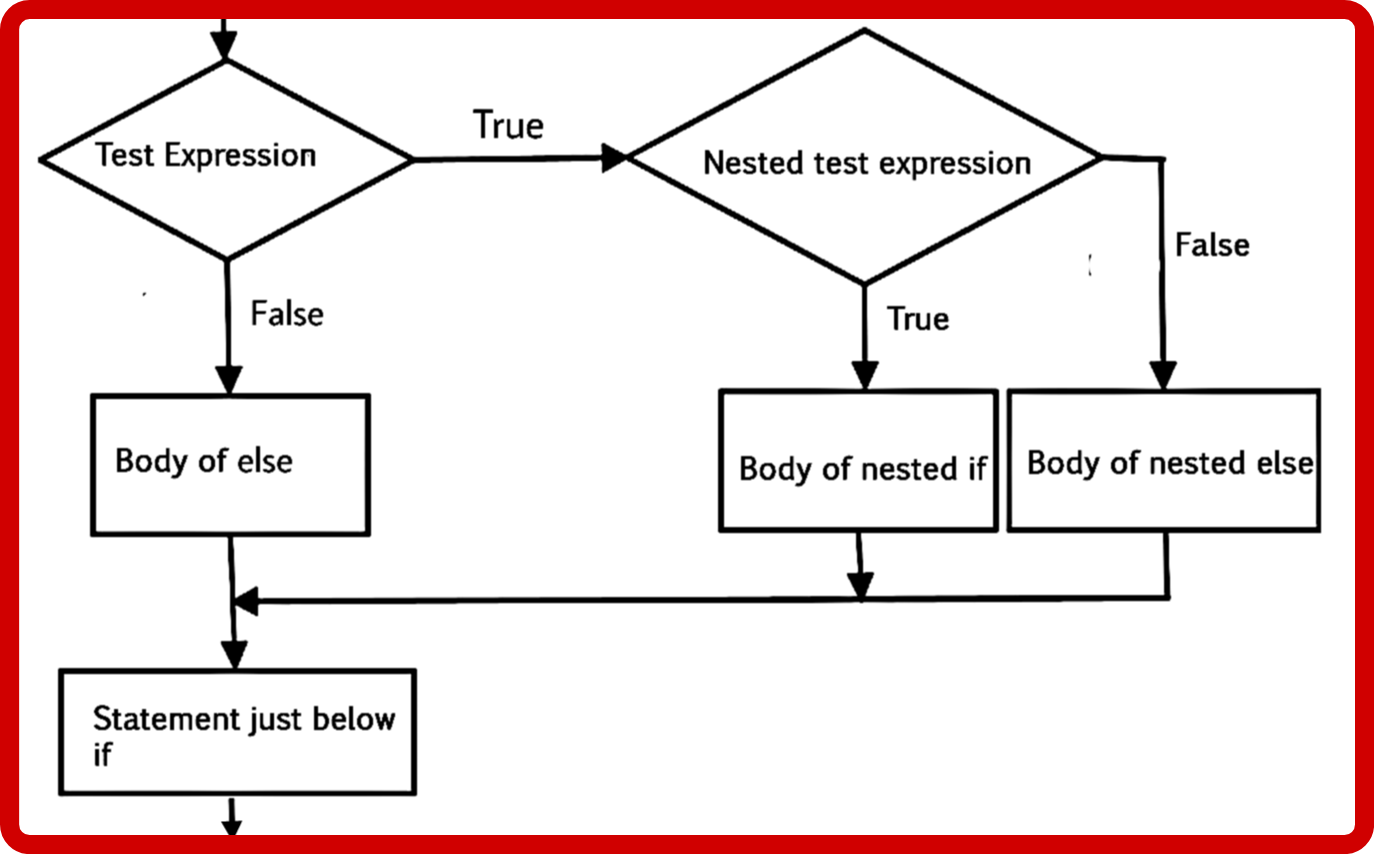 True
Test Expression
Nested test expression
False
False
True
Body of else
Body of nested if
Body of nested else
Statement just below
if